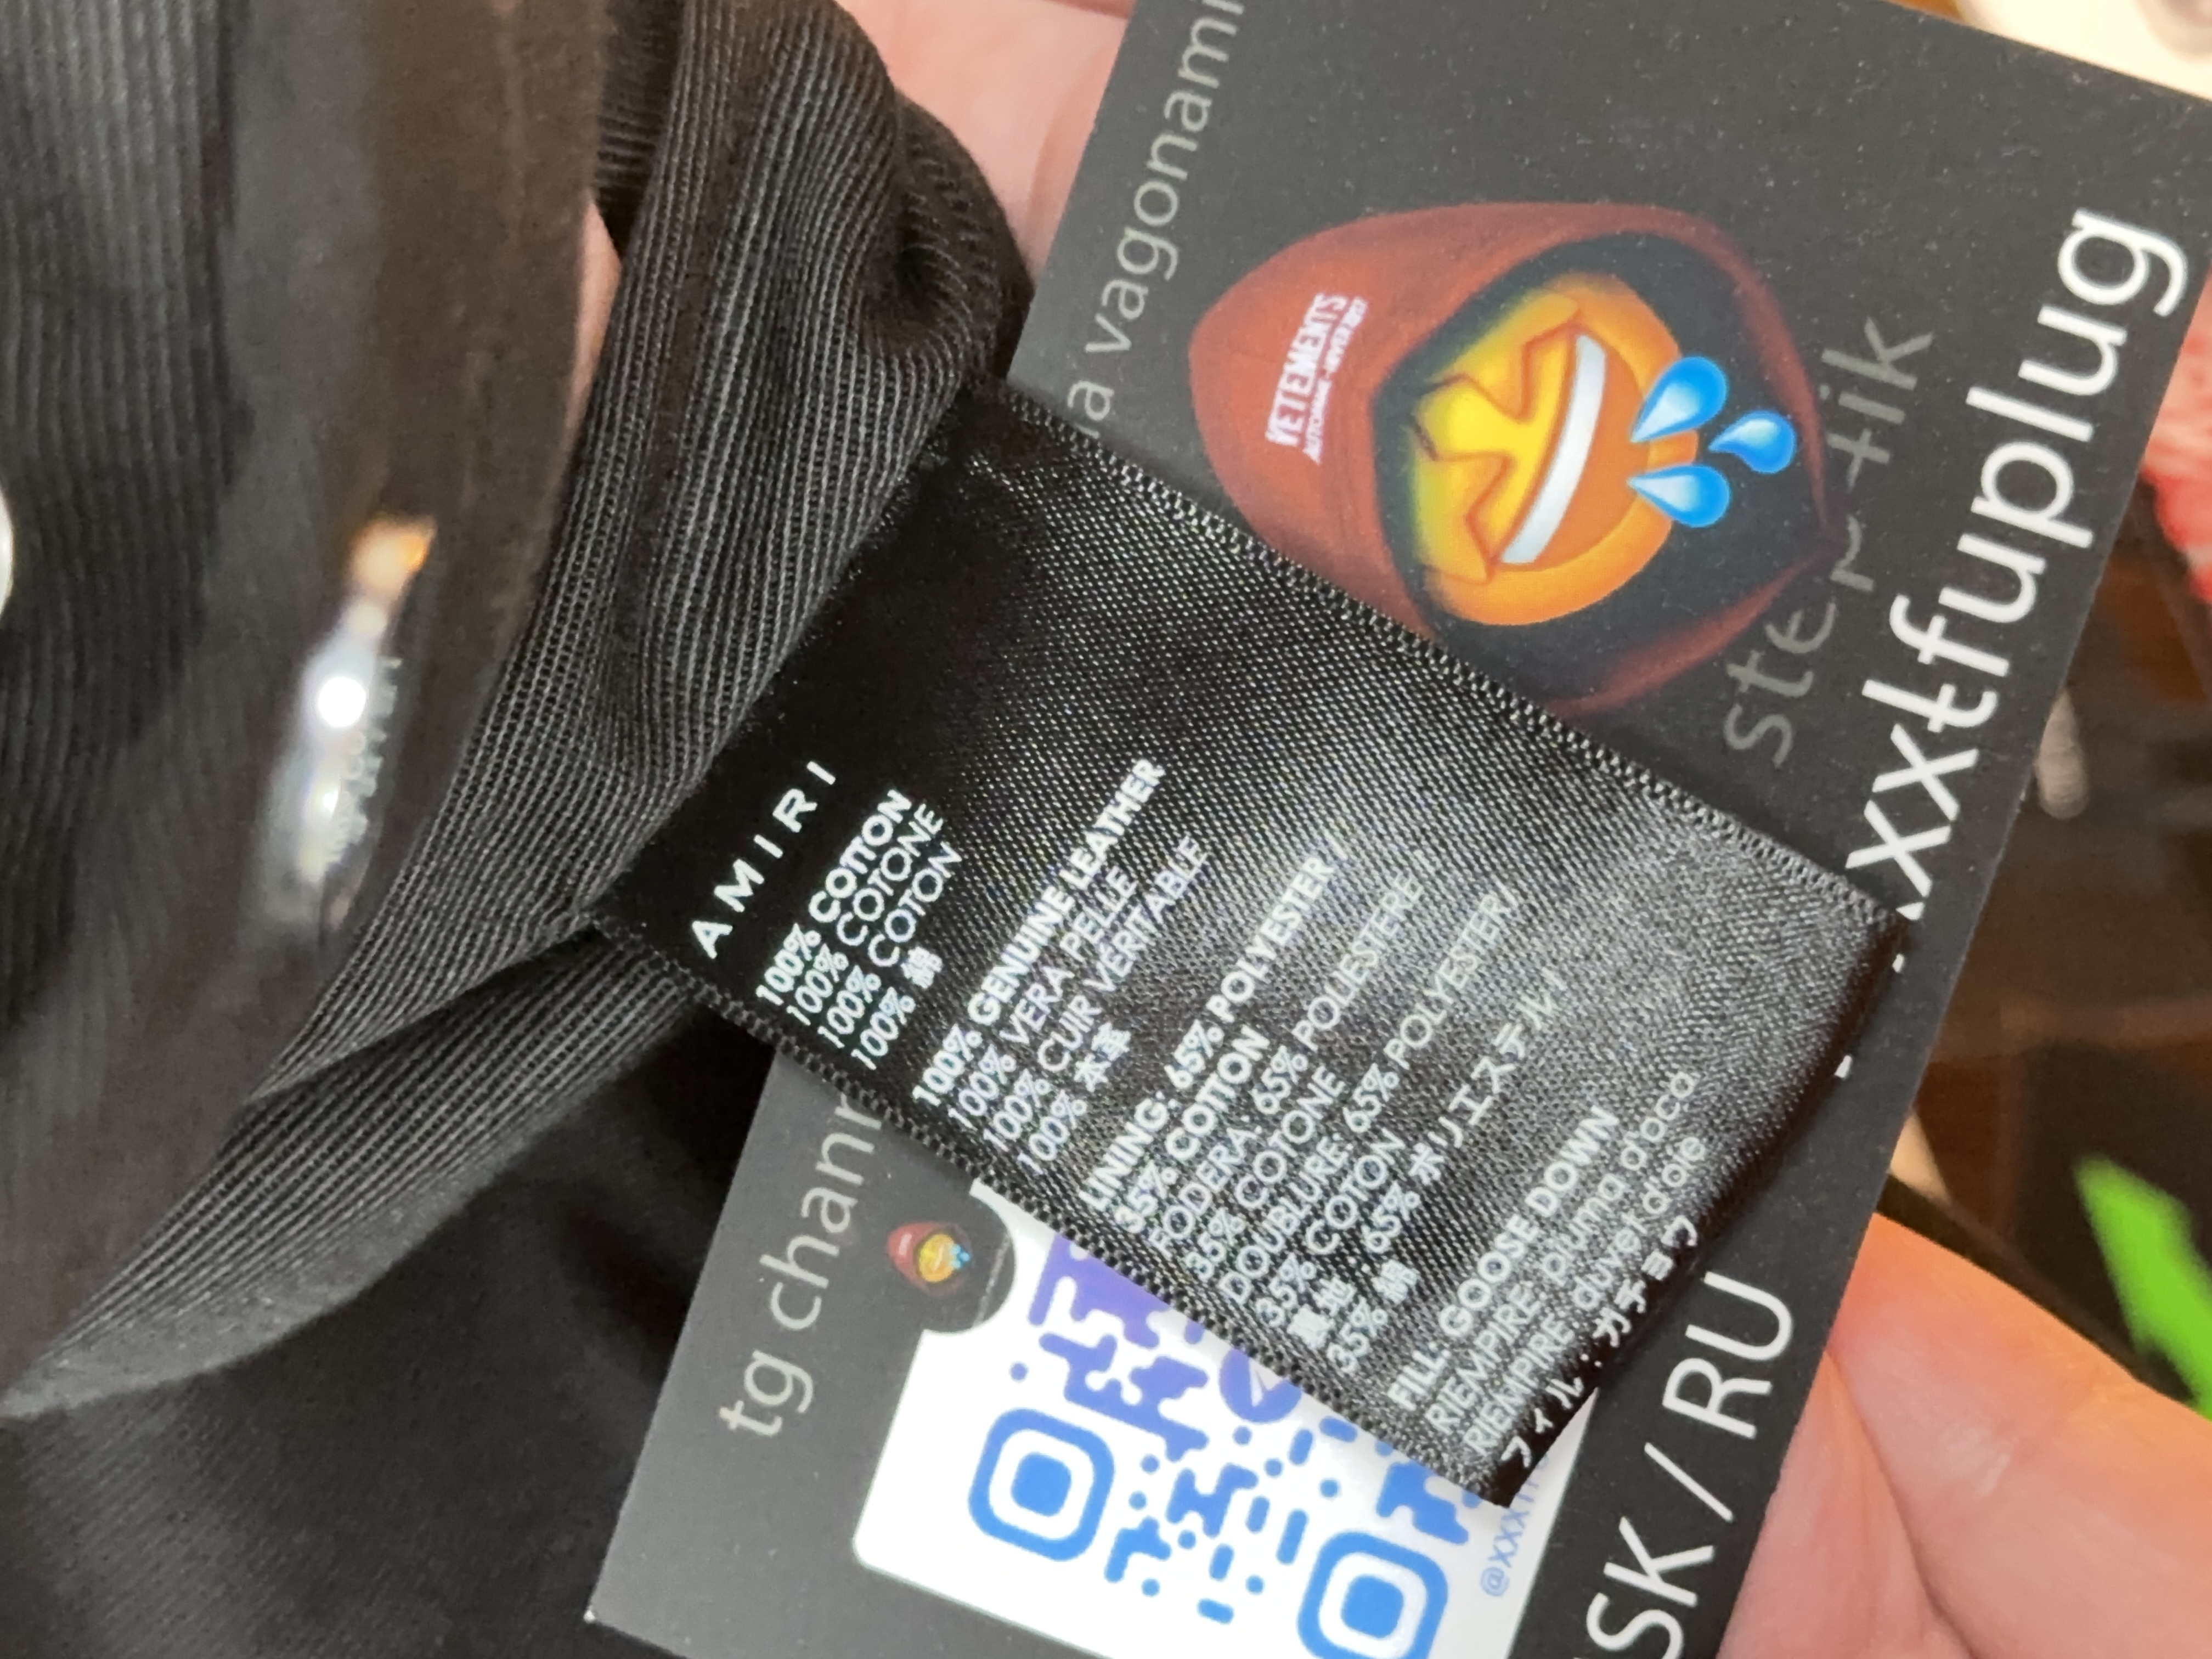 AMIRI
100% COTTON
100% COTONE
100% COTON
100% 綿
100% GENUINE LEATHER
100% VERA PELLE
100% CUIR VERITABLE
100% 本革
LINING: 65% POLYESTER /
35% COTTON
FODERA: 65% POLIESTERE /
35% COTONE
DOUBLURE: 65% POLYESTER/
35% COTON
裏地 : 65% ポリエステル /
35% 綿
FILL: GOOSE DOWN
RIEMPIRE: piuma d'oca
REMPIRE: duvet d'oie
フィル : ガチョウ
vagonami
VETEMENTS
xxxtfuplug
tg chann
SK / RU